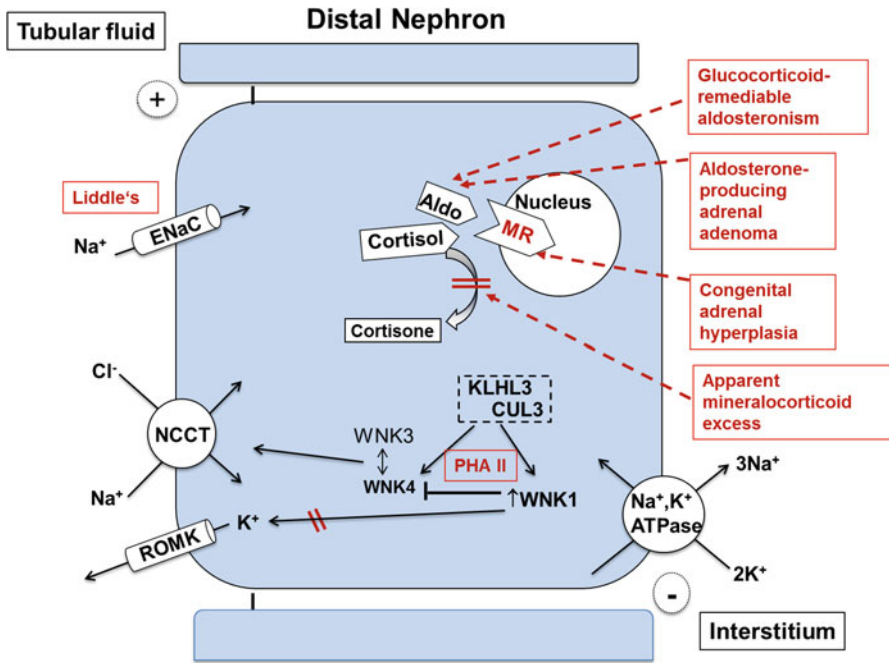 Distal Nephron
Tubular fluid
+
Glucocorticoid-
remediable
aldosteronism
Aldosterone-
producing
adrenal
adenoma
Congenital
adrenal
hyperplasia
Apparent
mineralocorticoid
excess
Liddle‘s
Na⁺
ENaC
Aldo
Nucleus
MR
Cortisol
Cortisone
Cl⁻
NCCT
Na⁺
KLHL3
CUL3
WNK3
PHA II
WNK4
↑WNK1
K⁺
ROMK
Na⁺,K⁺
ATPase
3Na⁺
2K⁺
-
Interstitium